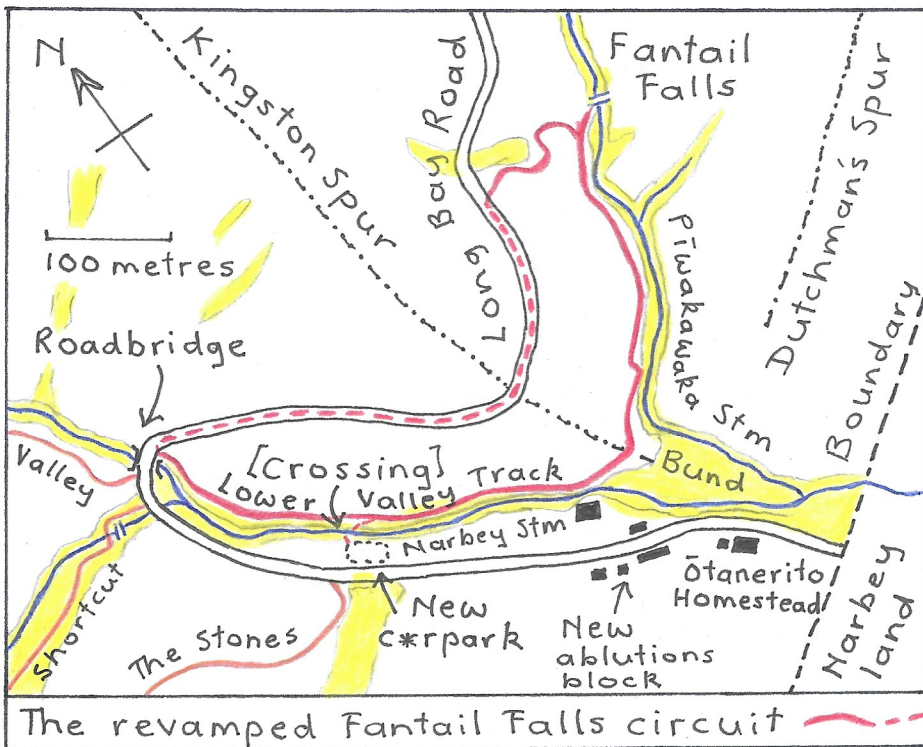 N
Kingston Spur
Long Bay Road
Fantail
Falls
Dutchman's Spur
100 metres
Roadbridge
Pīwakawaka Stm
Boundary
Valley
[Crossing]
Lower Valley Track
Bund
Narbey Stm
Shortcut
The Stones
New
c*rpark
New
ablutions
block
Ōtanerito
Homestead
Narbey
land
The revamped Fantail Falls circuit